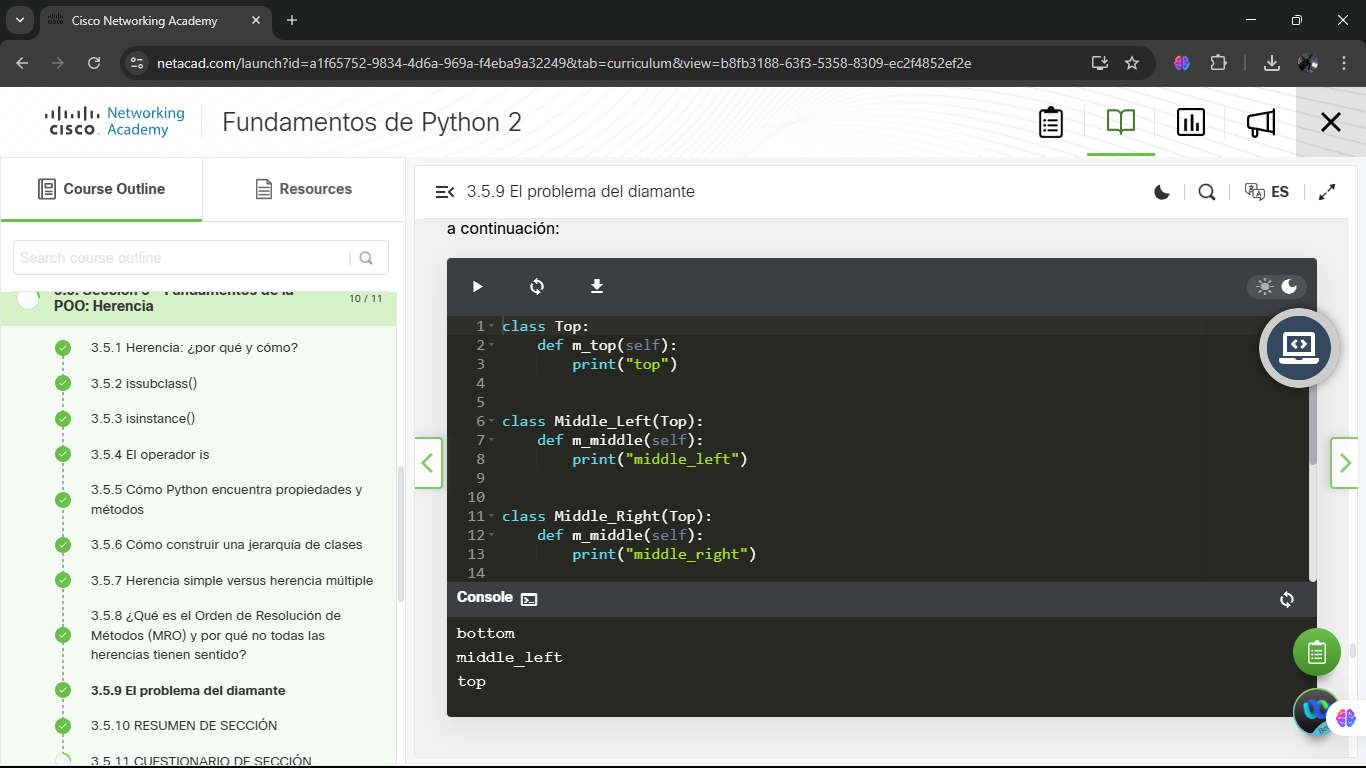 Cisco Networking Academy
netacad.com/launch?id=a1f65752-9834-4d6a-969a-f4eba9a32249&tab=curriculum&view=b8fb3188-63f3-5358-8309-ec2f4852ef2e
CISCO Networking Academy
Fundamentos de Python 2
Course Outline
Resources
Search course outline
3.5. Sección 5 - Fundamentos de la
POO: Herencia
10 / 11
3.5.1 Herencia: ¿por qué y cómo?
3.5.2 issubclass()
3.5.3 isinstance()
3.5.4 El operador is
3.5.5 Cómo Python encuentra propiedades y
métodos
3.5.6 Cómo construir una jerarquía de clases
3.5.7 Herencia simple versus herencia múltiple
3.5.8 ¿Qué es el Orden de Resolución de
Métodos (MRO) y por qué no todas las
herencias tienen sentido?
3.5.9 El problema del diamante
3.5.10 RESUMEN DE SECCIÓN
3.5.11 CUESTIONARIO DE SECCIÓN
3.5.9 El problema del diamante
ES
a continuación:
1 class Top:
2     def m_top(self):
3         print("top")
4
5
6 class Middle_Left(Top):
7     def m_middle(self):
8         print("middle_left")
9
10
11 class Middle_Right(Top):
12     def m_middle(self):
13         print("middle_right")
14
Console
bottom
middle_left
top